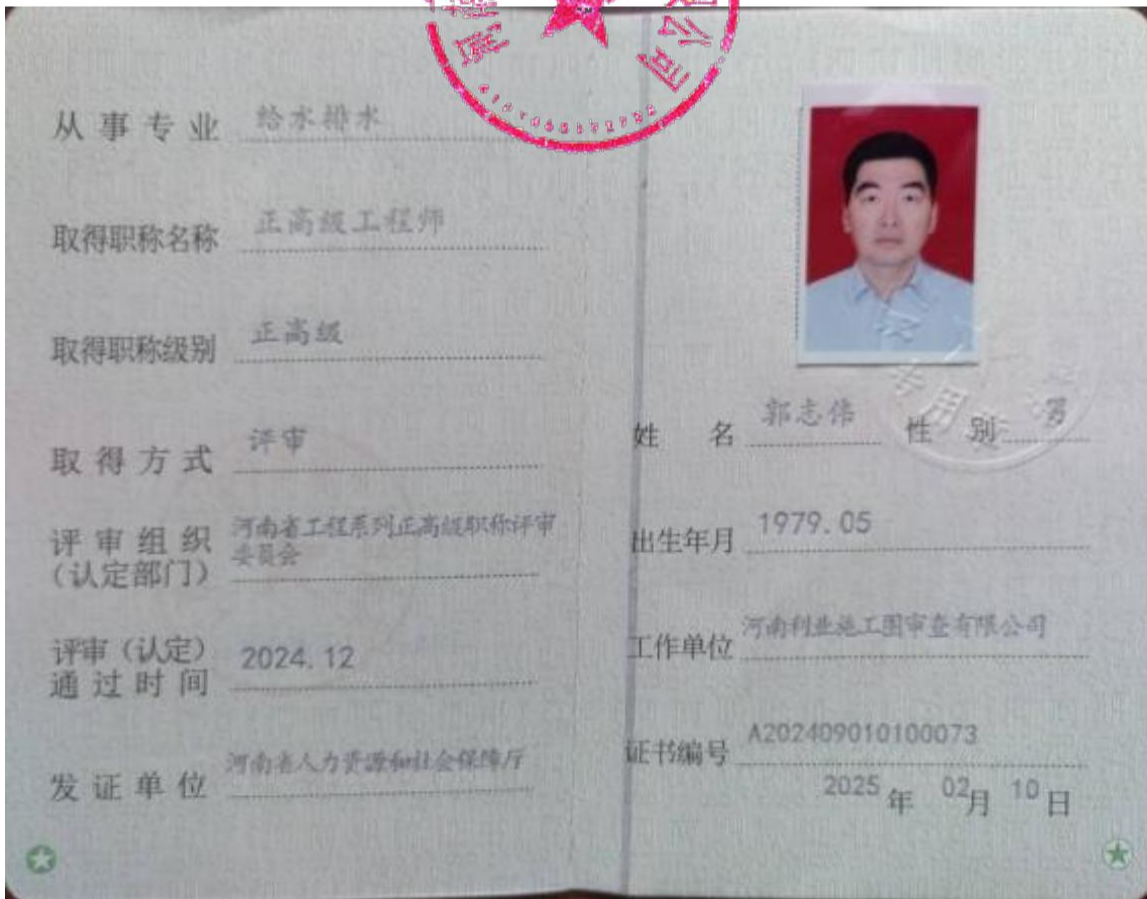 从事专业 给水排水
取得职称名称 正高级工程师
取得职称级别 正高级
取得方式 评审
评审组织
(认定部门)
河南省工程系列正高级职称评审
委员会
评审(认定)
通过时间
2024.12
发证单位 河南省人力资源和社会保障厅
公司
专用章
姓名 郭志伟 性别 男
出生年月 1979.05
工作单位 河南利业施工图审查有限公司
证书编号 A202409010100073
2025年 02月 10日